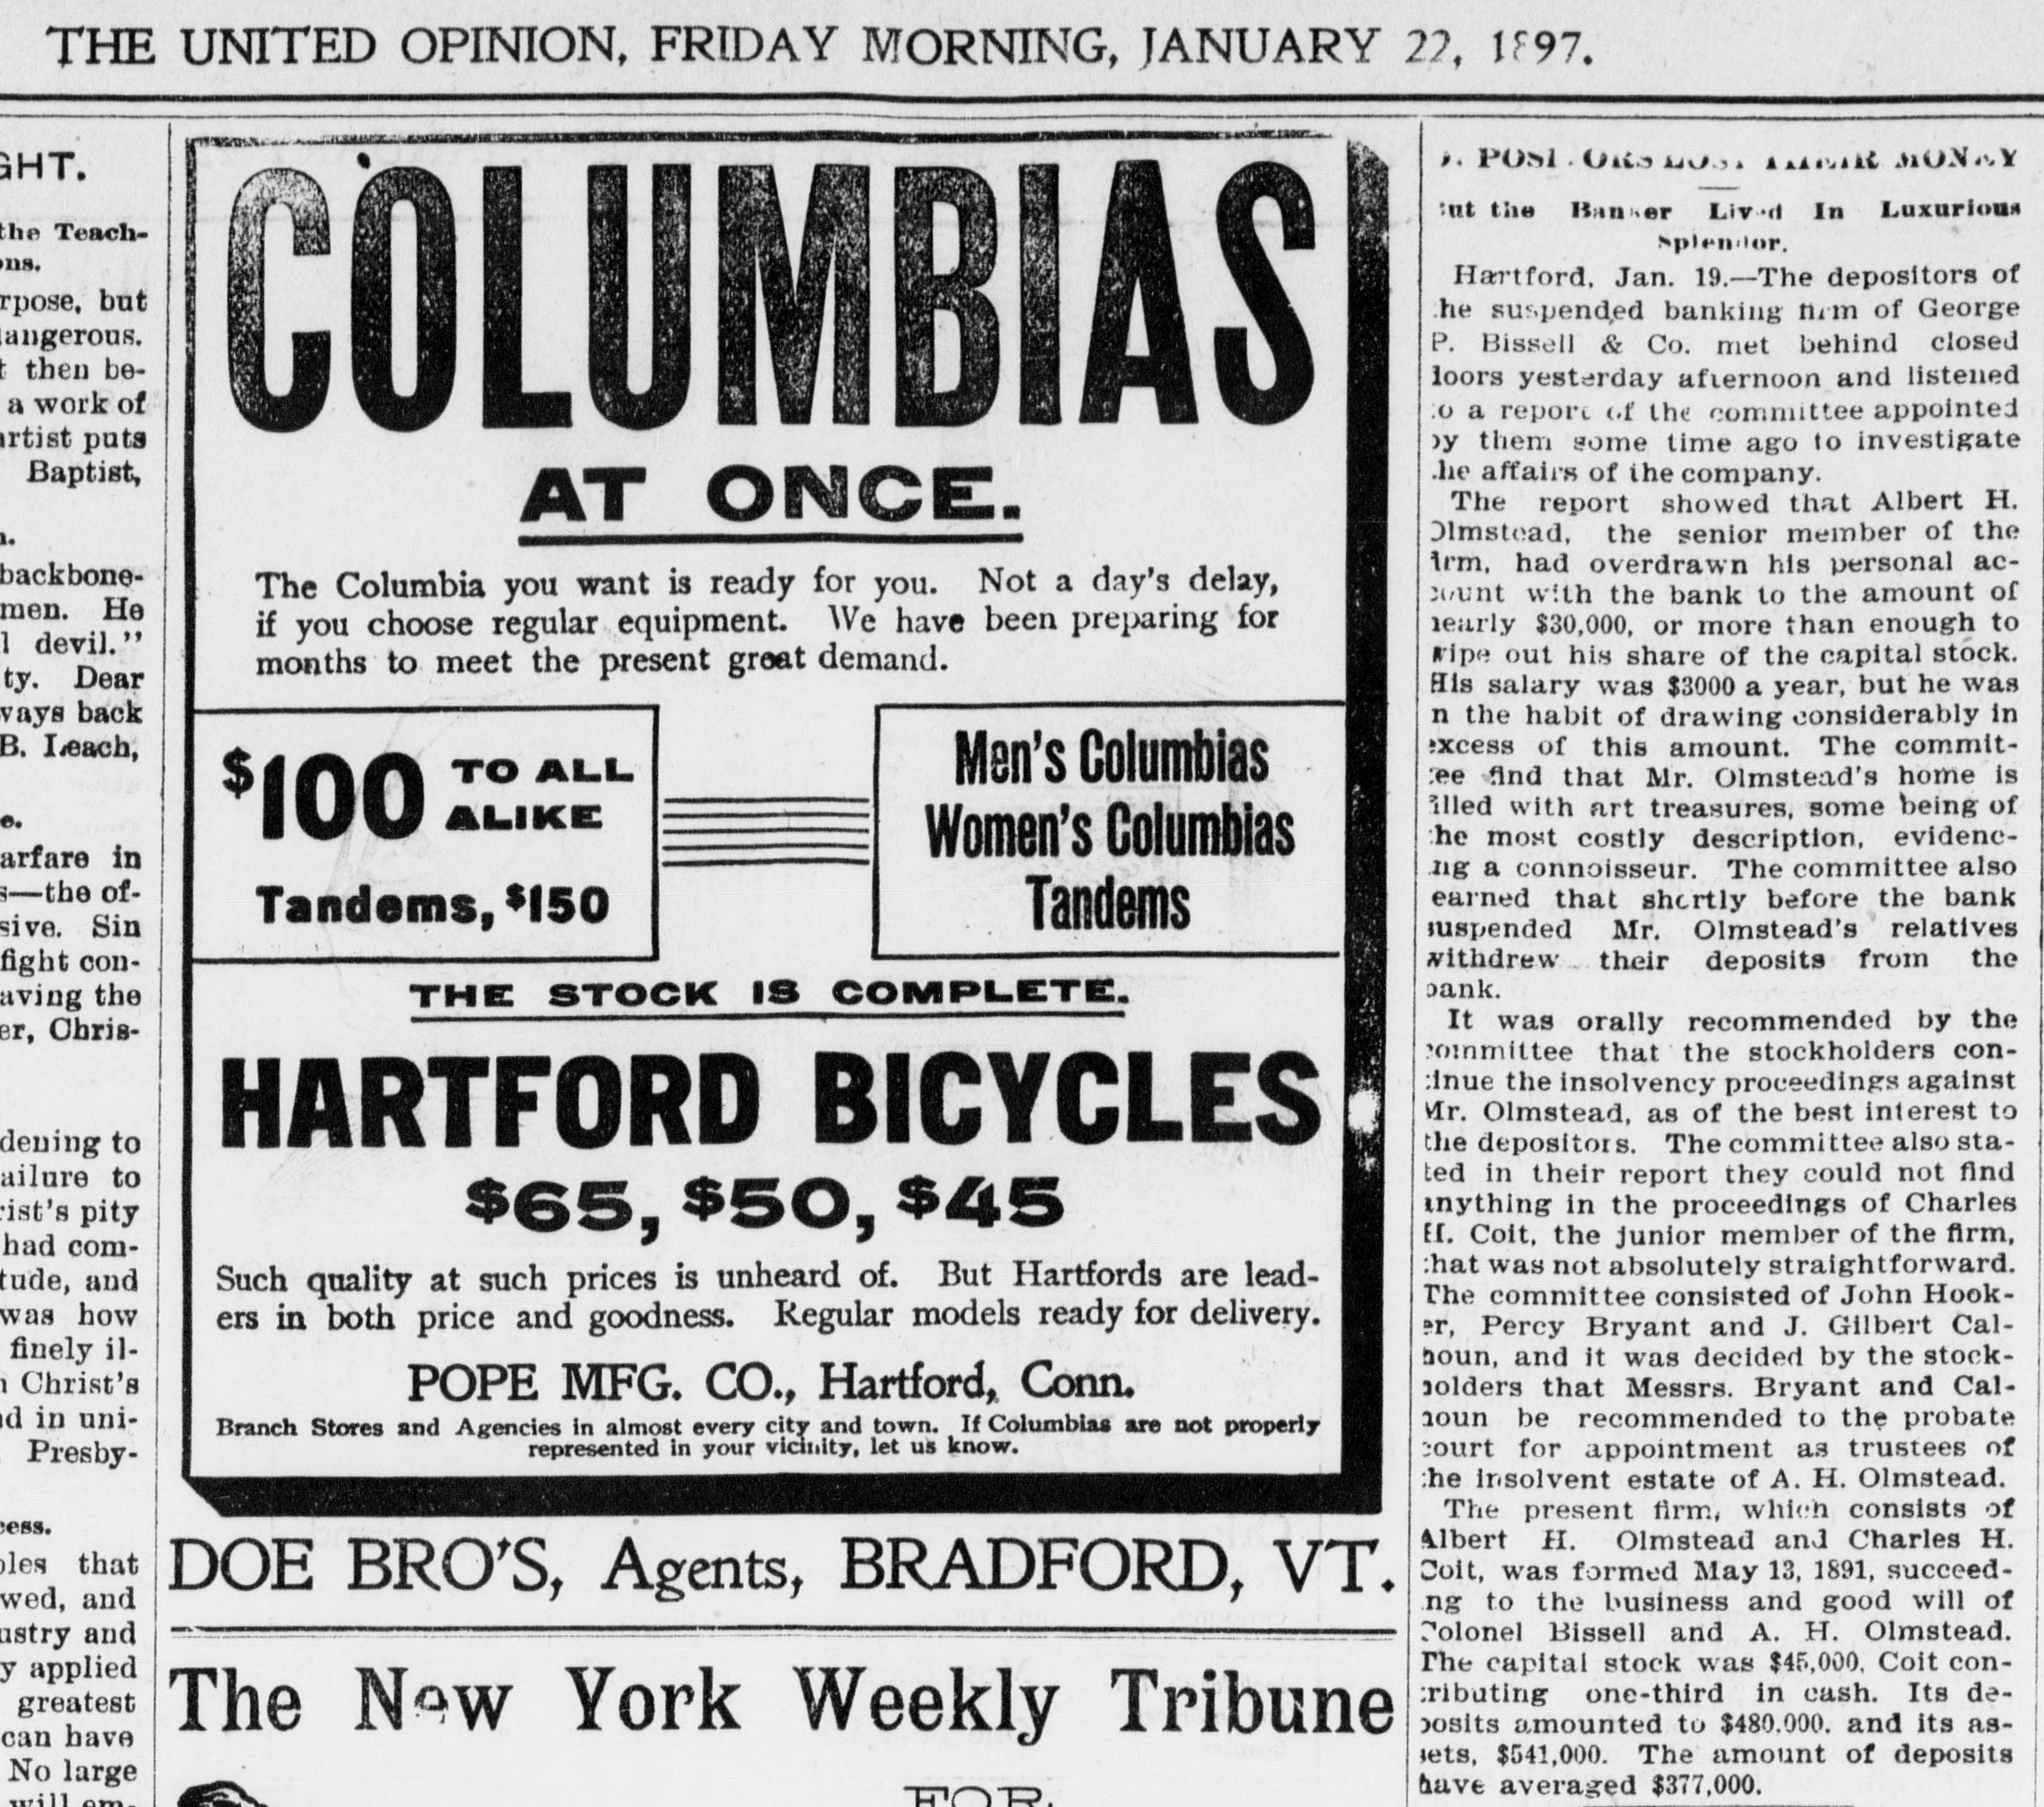 THE UNITED OPINION, FRIDAY MORNING, JANUARY 22, 1897.
GHT.
the Teach-
ons.
rpose, but
dangerous.
t then be-
a work of
artist puts
Baptist,
n.
backbone-
men. He
l devil."
ty. Dear
ways back
B. Leach,
e.
arfare in
s—the of-
sive. Sin
fight con-
aving the
er, Chris-
dening to
ailure to
rist's pity
had com-
tude, and
was how
finely il-
n Christ's
nd in uni-
Presby-
cess.
ples that
wed, and
ustry and
y applied
greatest
can have
No large
will em-
COLUMBIAS
AT ONCE.
The Columbia you want is ready for you. Not a day's delay,
if you choose regular equipment. We have been preparing for
months to meet the present great demand.
$100 TO ALL
ALIKE
Tandems, $150
Men's Columbias
Women's Columbias
Tandems
THE STOCK IS COMPLETE.
HARTFORD BICYCLES
$65, $50, $45
Such quality at such prices is unheard of. But Hartfords are lead-
ers in both price and goodness. Regular models ready for delivery.
POPE MFG. CO., Hartford, Conn.
Branch Stores and Agencies in almost every city and town. If Columbias are not properly
represented in your vicinity, let us know.
DOE BRO'S, Agents, BRADFORD, VT.
The New York Weekly Tribune
FOR
MONEY
But the Banker Lived In Luxurious
Splendor.
Hartford, Jan. 19.—The depositors of
the suspended banking firm of George
P. Bissell & Co. met behind closed
doors yesterday afternoon and listened
to a report of the committee appointed
by them some time ago to investigate
the affairs of the company.
The report showed that Albert H.
Olmstead, the senior member of the
firm, had overdrawn his personal ac-
count with the bank to the amount of
nearly $30,000, or more than enough to
wipe out his share of the capital stock.
His salary was $3000 a year, but he was
in the habit of drawing considerably in
excess of this amount. The commit-
tee find that Mr. Olmstead's home is
filled with art treasures, some being of
the most costly description, evidenc-
ing a connoisseur. The committee also
learned that shortly before the bank
suspended Mr. Olmstead's relatives
withdrew their deposits from the
bank.
It was orally recommended by the
committee that the stockholders con-
tinue the insolvency proceedings against
Mr. Olmstead, as of the best interest to
the depositors. The committee also sta-
ted in their report they could not find
anything in the proceedings of Charles
H. Coit, the junior member of the firm,
that was not absolutely straightforward.
The committee consisted of John Hook-
er, Percy Bryant and J. Gilbert Cal-
houn, and it was decided by the stock-
holders that Messrs. Bryant and Cal-
houn be recommended to the probate
court for appointment as trustees of
the insolvent estate of A. H. Olmstead.
The present firm, which consists of
Albert H. Olmstead and Charles H.
Coit, was formed May 13, 1891, succeed-
ing to the business and good will of
Colonel Bissell and A. H. Olmstead.
The capital stock was $45,000, Coit con-
tributing one-third in cash. Its de-
posits amounted to $480.000. and its as-
sets, $541,000. The amount of deposits
have averaged $377,000.